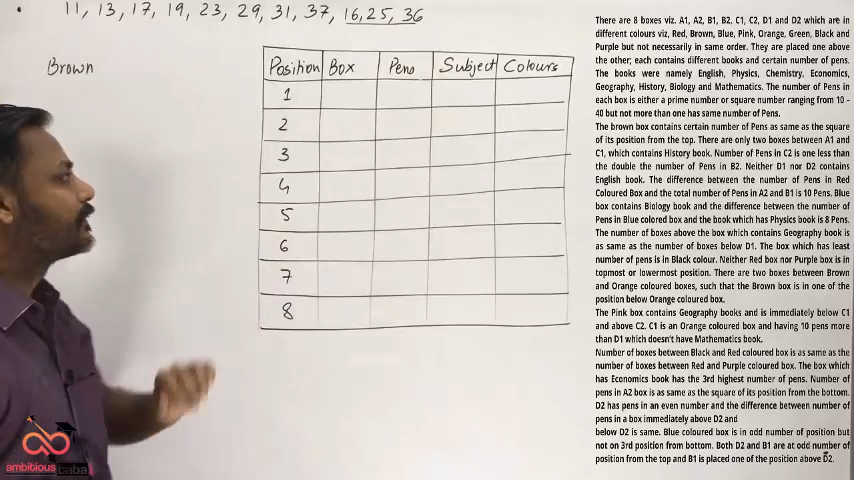 11, 13, 17, 19, 23, 29, 31, 37, 16, 25, 36
Brown
Position Box Pens Subject Colours
1
2
3
4
5
6
7
8
There are 8 boxes viz. A1, A2, B1, B2, C1, C2, D1 and D2 which are in
different colours viz, Red, Brown, Blue, Pink, Orange, Green, Black and
Purple but not necessarily in same order. They are placed one above
the other; each contains different books and certain number of pens.
The books were namely English, Physics, Chemistry, Economics,
Geography, History, Biology and Mathematics. The number of Pens in
each box is either a prime number or square number ranging from 10 -
40 but not more than one has same number of Pens.
The brown box contains certain number of Pens as same as the square
of its position from the top. There are only two boxes between A1 and
C1, which contains History book. Number of Pens in C2 is one less than
the double the number of Pens in B2. Neither D1 nor D2 contains
English book. The difference between the number of Pens in Red
Coloured Box and the total number of Pens in A2 and B1 is 10 Pens. Blue
box contains Biology book and the difference between the number of
Pens in Blue colored box and the book which has Physics book is 8 Pens.
The number of boxes above the box which contains Geography book is
as same as the number of boxes below D1. The box which has least
number of pens is in Black colour. Neither Red box nor Purple box is in
topmost or lowermost position. There are two boxes between Brown
and Orange coloured boxes, such that the Brown box is in one of the
position below Orange coloured box.
The Pink box contains Geography books and is immediately below C1
and above C2. C1 is an Orange coloured box and having 10 pens more
than D1 which doesn't have Mathematics book.
Number of boxes between Black and Red coloured box is as same as the
number of boxes between Red and Purple coloured box. The box which
has Economics book has the 3rd highest number of pens. Number of
pens in A2 box is as same as the square of its position from the bottom.
D2 has pens in an even number and the difference between number of
pens in a box immediately above D2 and
below D2 is same. Blue coloured box is in odd number of position but
not on 3rd position from bottom. Both D2 and B1 are at odd number of
position from the top and B1 is placed one of the position above D2.
ambitious baba